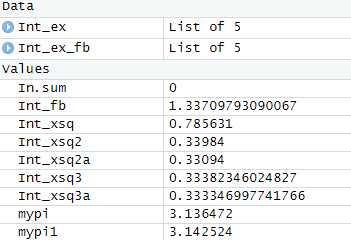 Data
Int_ex List of 5
Int_ex_fb List of 5
Values
In.sum 0
Int_fb 1.33709793090067
Int_xsq 0.785631
Int_xsq2 0.33984
Int_xsq2a 0.33094
Int_xsq3 0.33382346024827
Int_xsq3a 0.333346997741766
mypi 3.136472
mypi1 3.142524